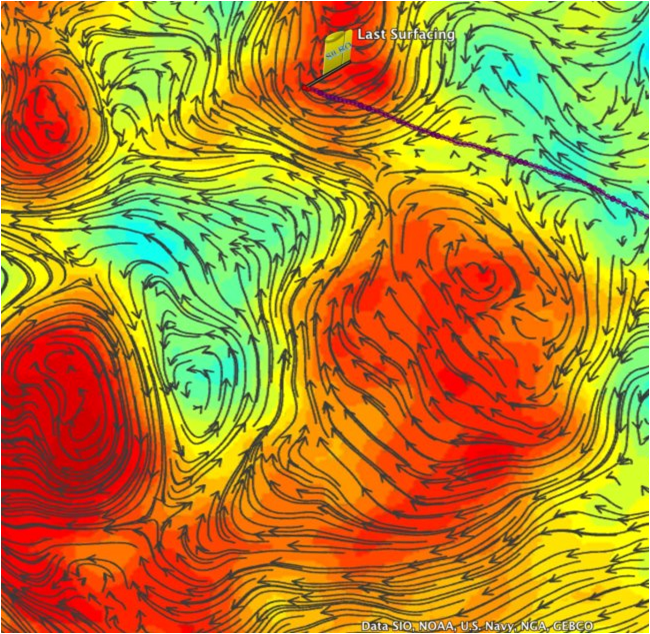 Last Surfacing
Data SIO, NOAA, U.S. Navy, NGA, GEBCO